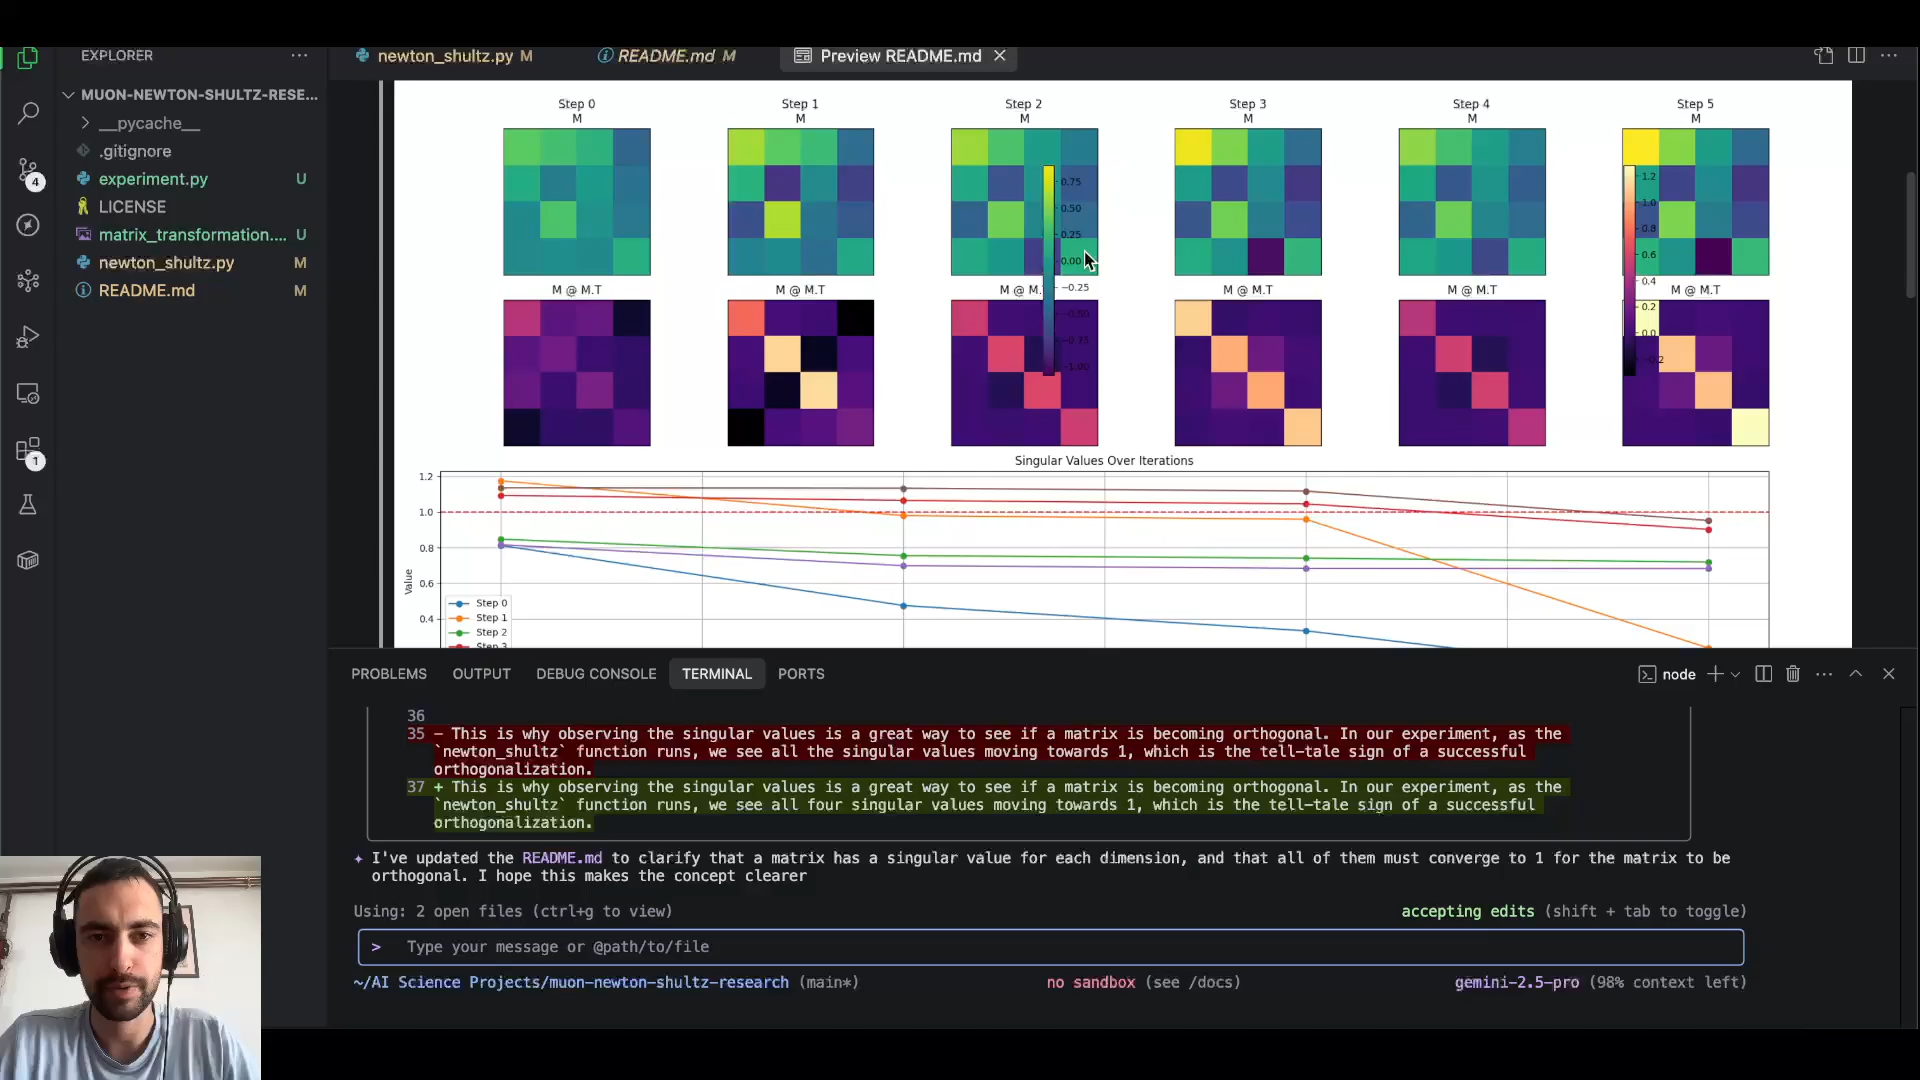 EXPLORER
MUON-NEWTON-SHULTZ-RESE...
__pycache__
.gitignore
experiment.py U
LICENSE
matrix_transformation.... U
newton_shultz.py M
README.md M
4
1
newton_shultz.py M
README.md M
Preview README.md
Step 0 Step 1 Step 2 Step 3 Step 4 Step 5
M M M M M M
0.75
0.50
0.25
0.00
−0.25
−0.50
−0.75
−1.00
1.2
1.0
0.8
0.6
0.4
0.2
0.0
−0.2
M @ M.T M @ M.T M @ M. M @ M.T M @ M.T M @ M.T
Singular Values Over Iterations
1.2
1.0
0.8
0.6
0.4
Value
Step 0
Step 1
Step 2
Step 3
PROBLEMS OUTPUT DEBUG CONSOLE TERMINAL PORTS
node
36
35 - This is why observing the singular values is a great way to see if a matrix is becoming orthogonal. In our experiment, as the
`newton_shultz` function runs, we see all the singular values moving towards 1, which is the tell-tale sign of a successful
orthogonalization.
37 + This is why observing the singular values is a great way to see if a matrix is becoming orthogonal. In our experiment, as the
`newton_shultz` function runs, we see all four singular values moving towards 1, which is the tell-tale sign of a successful
orthogonalization.
✦ I've updated the README.md to clarify that a matrix has a singular value for each dimension, and that all of them must converge to 1 for the matrix to be
orthogonal. I hope this makes the concept clearer
Using: 2 open files (ctrl+g to view) accepting edits (shift + tab to toggle)
> Type your message or @path/to/file
~/AI Science Projects/muon-newton-shultz-research (main*) no sandbox (see /docs) gemini-2.5-pro (98% context left)